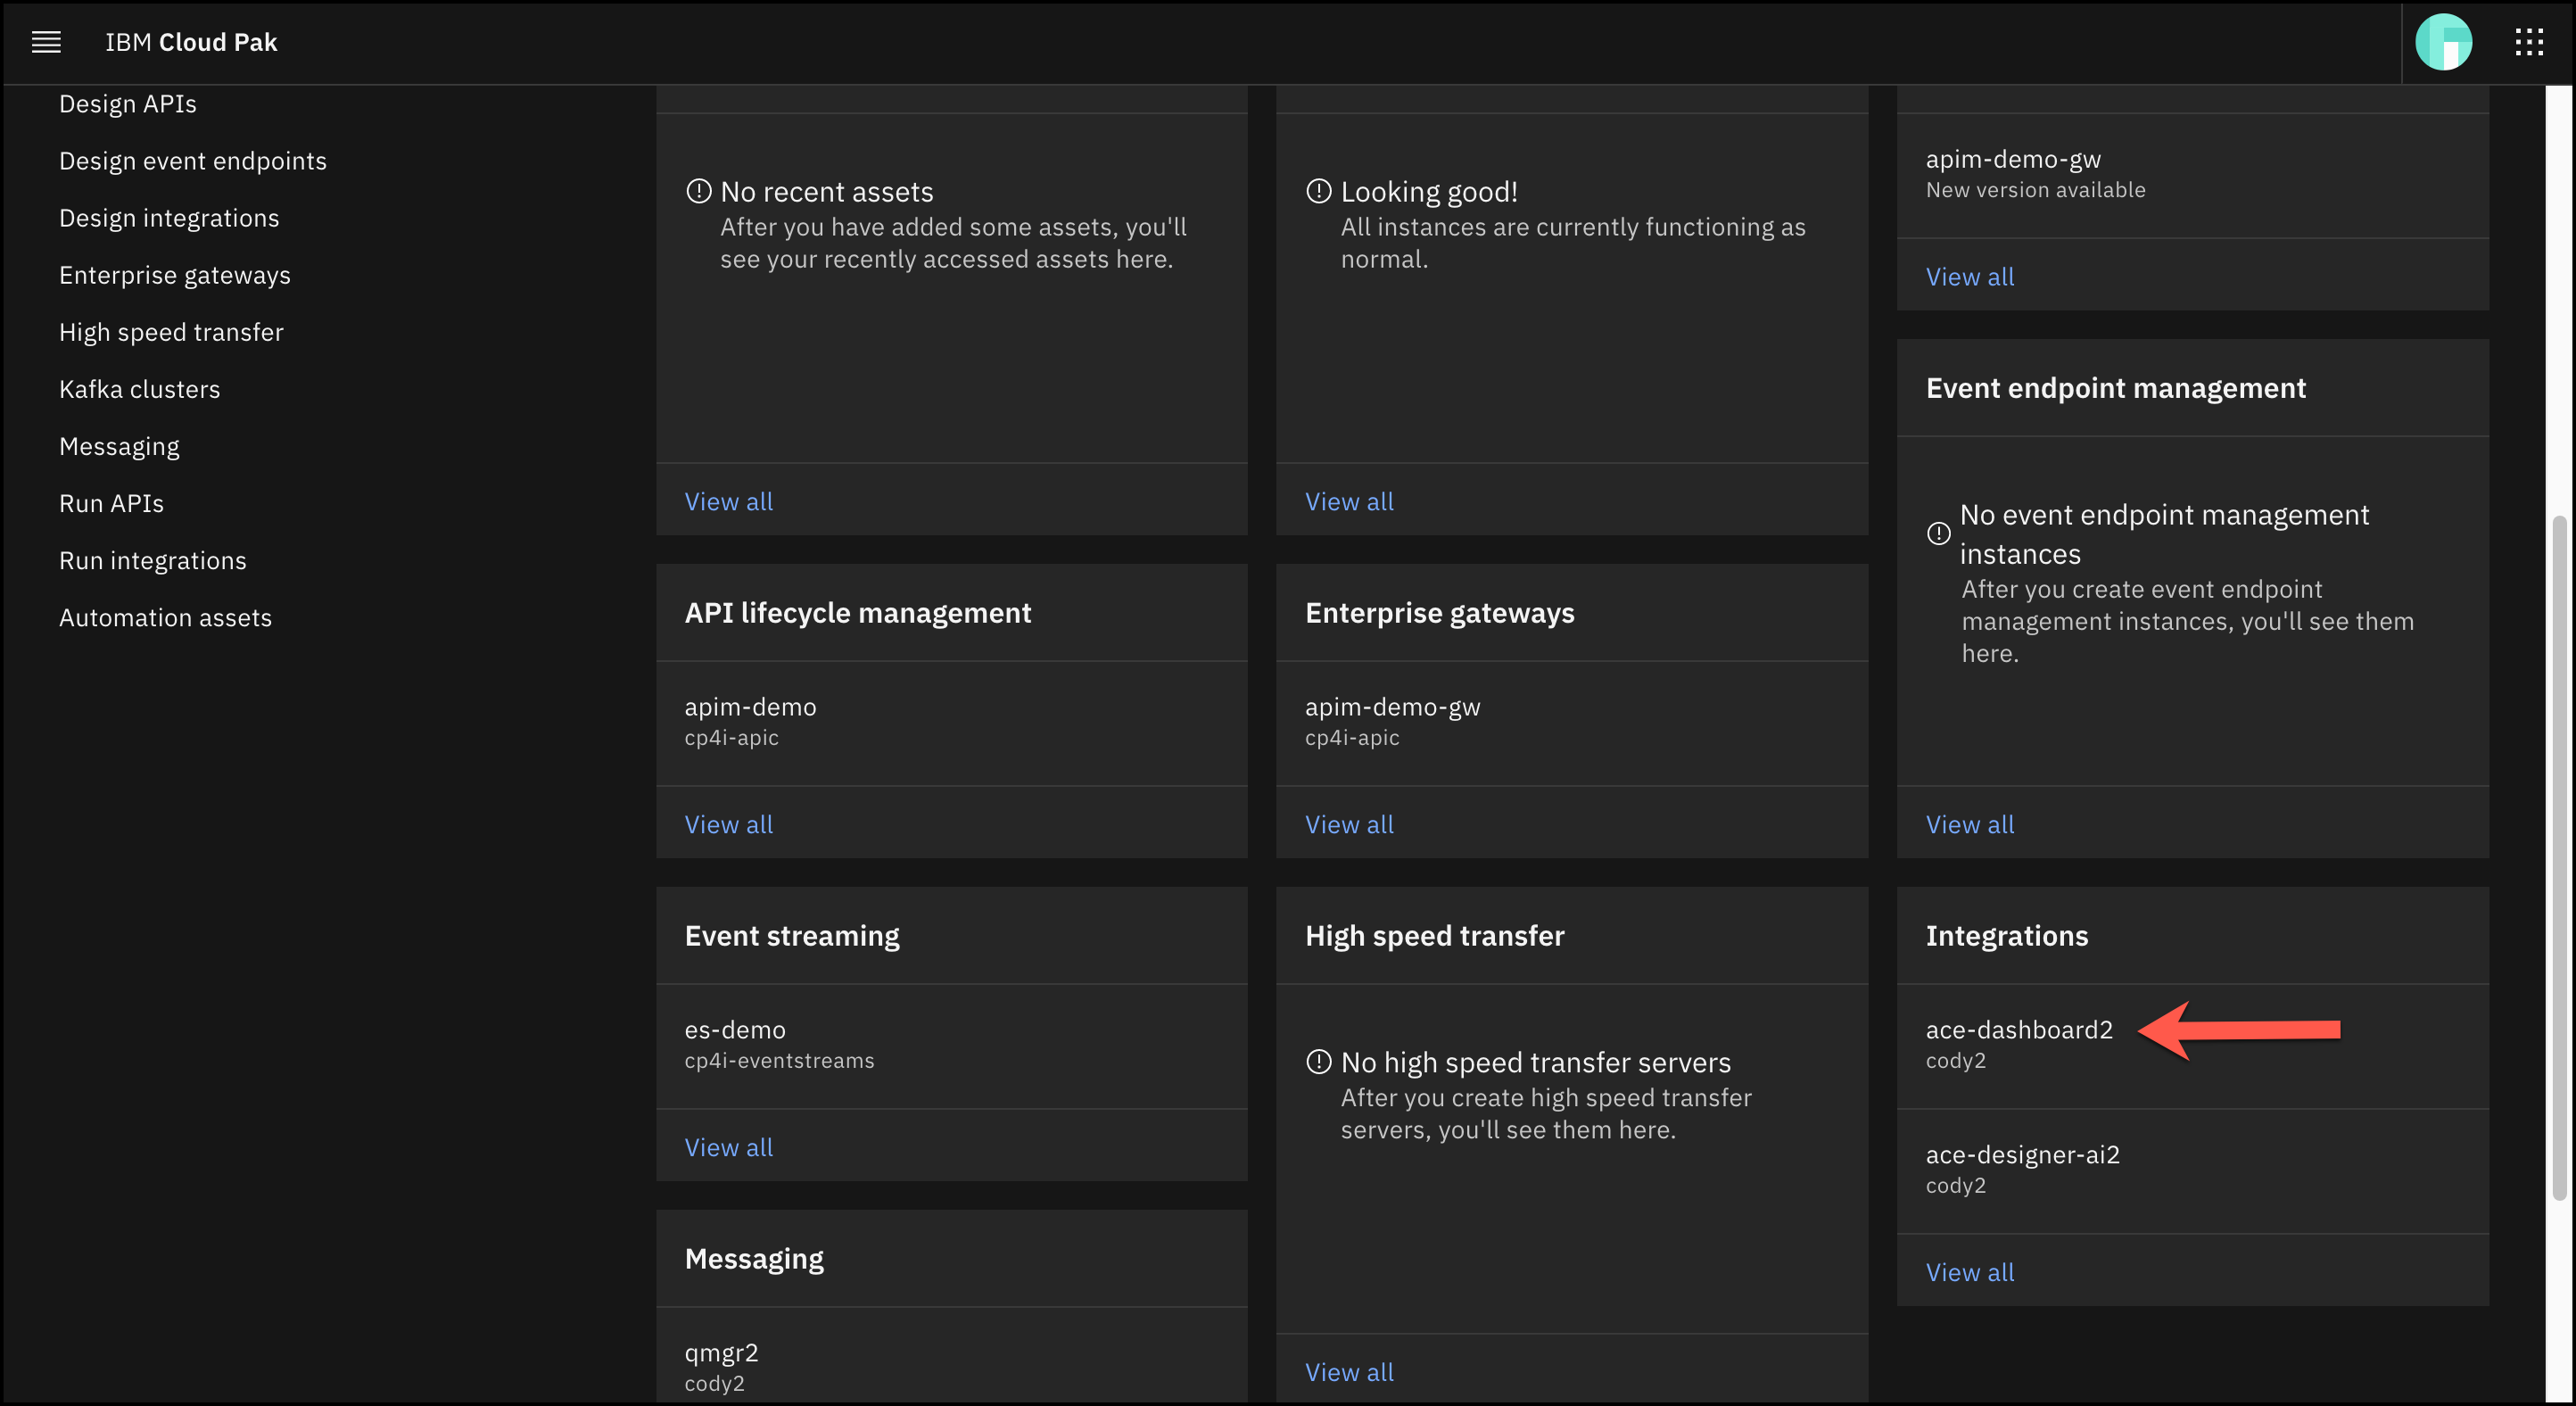 IBM Cloud Pak
Design APIs
Design event endpoints
Design integrations
Enterprise gateways
High speed transfer
Kafka clusters
Messaging
Run APIs
Run integrations
Automation assets
No recent assets
After you have added some assets, you'll
see your recently accessed assets here.
View all
Looking good!
All instances are currently functioning as
normal.
View all
apim-demo-gw
New version available
View all
API lifecycle management
apim-demo
cp4i-apic
View all
Enterprise gateways
apim-demo-gw
cp4i-apic
View all
Event endpoint management
No event endpoint management
instances
After you create event endpoint
management instances, you'll see them
here.
View all
Event streaming
es-demo
cp4i-eventstreams
View all
High speed transfer
No high speed transfer servers
After you create high speed transfer
servers, you'll see them here.
View all
Integrations
ace-dashboard2
cody2
ace-designer-ai2
cody2
View all
Messaging
qmgr2
cody2